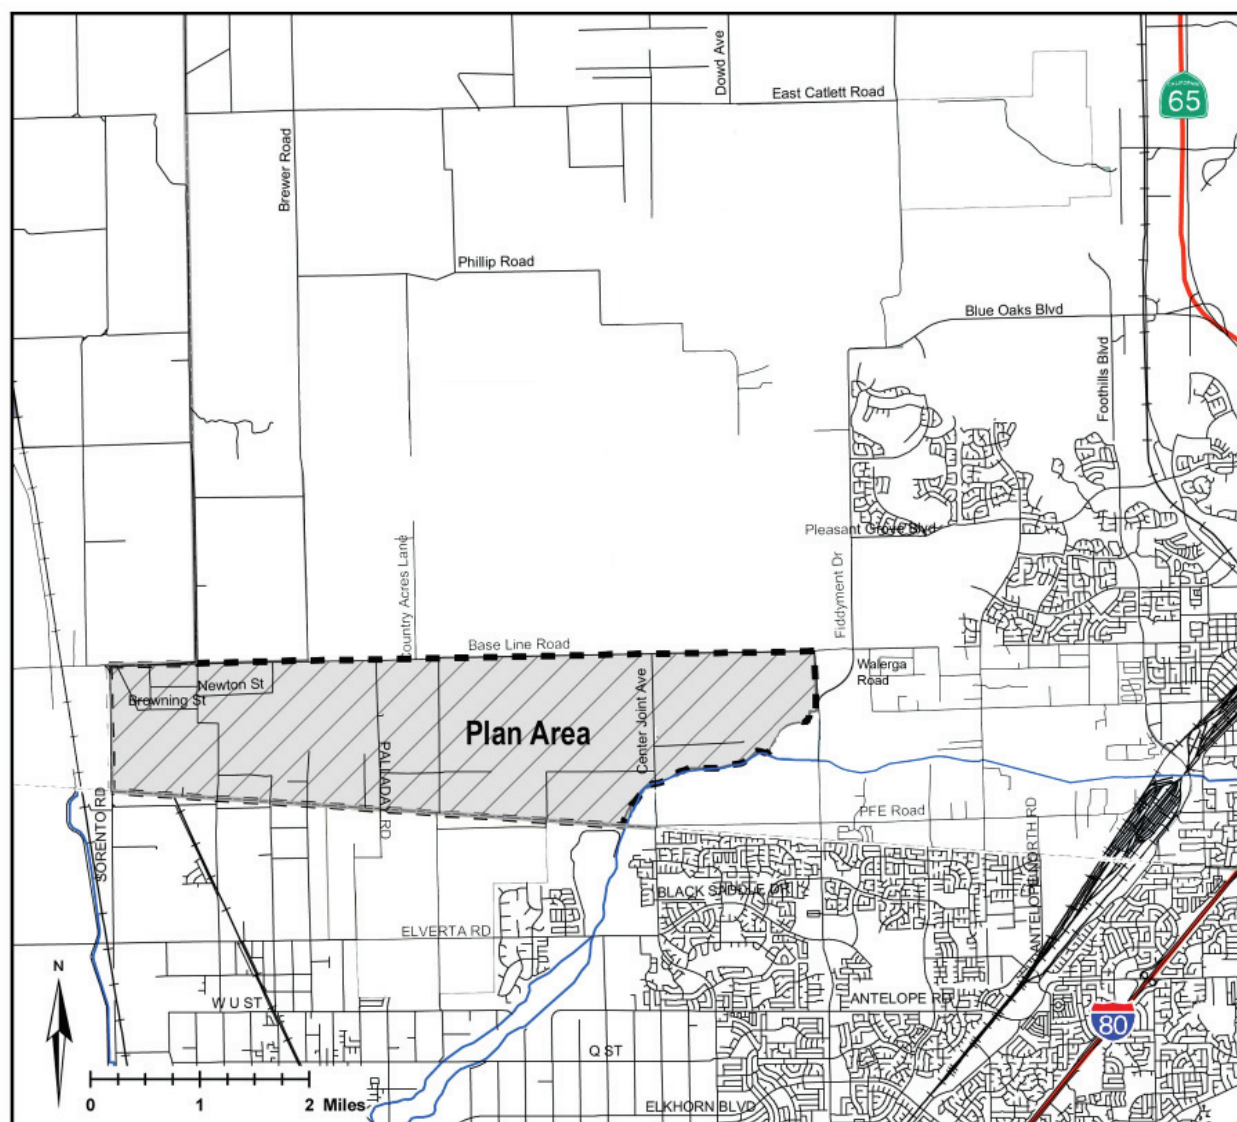 Dowd Ave
East Catlett Road
CALIFORNIA
65
Brewer Road
Phillip Road
Blue Oaks Blvd
Foothills Blvd
Pleasant Grove Blvd
Country Acres Lane
Fiddyment Dr
Base Line Road
Walerga
Road
Newton St
Browning St
Plan Area
Center Joint Ave
PALLADAY RD
SORENTO RD
PFE Road
BLACK SADDLE DR
ELVERTA RD
N
W U ST
ANTELOPE RD
80
Q ST
0 1 2 Miles
ELKHORN BLVD